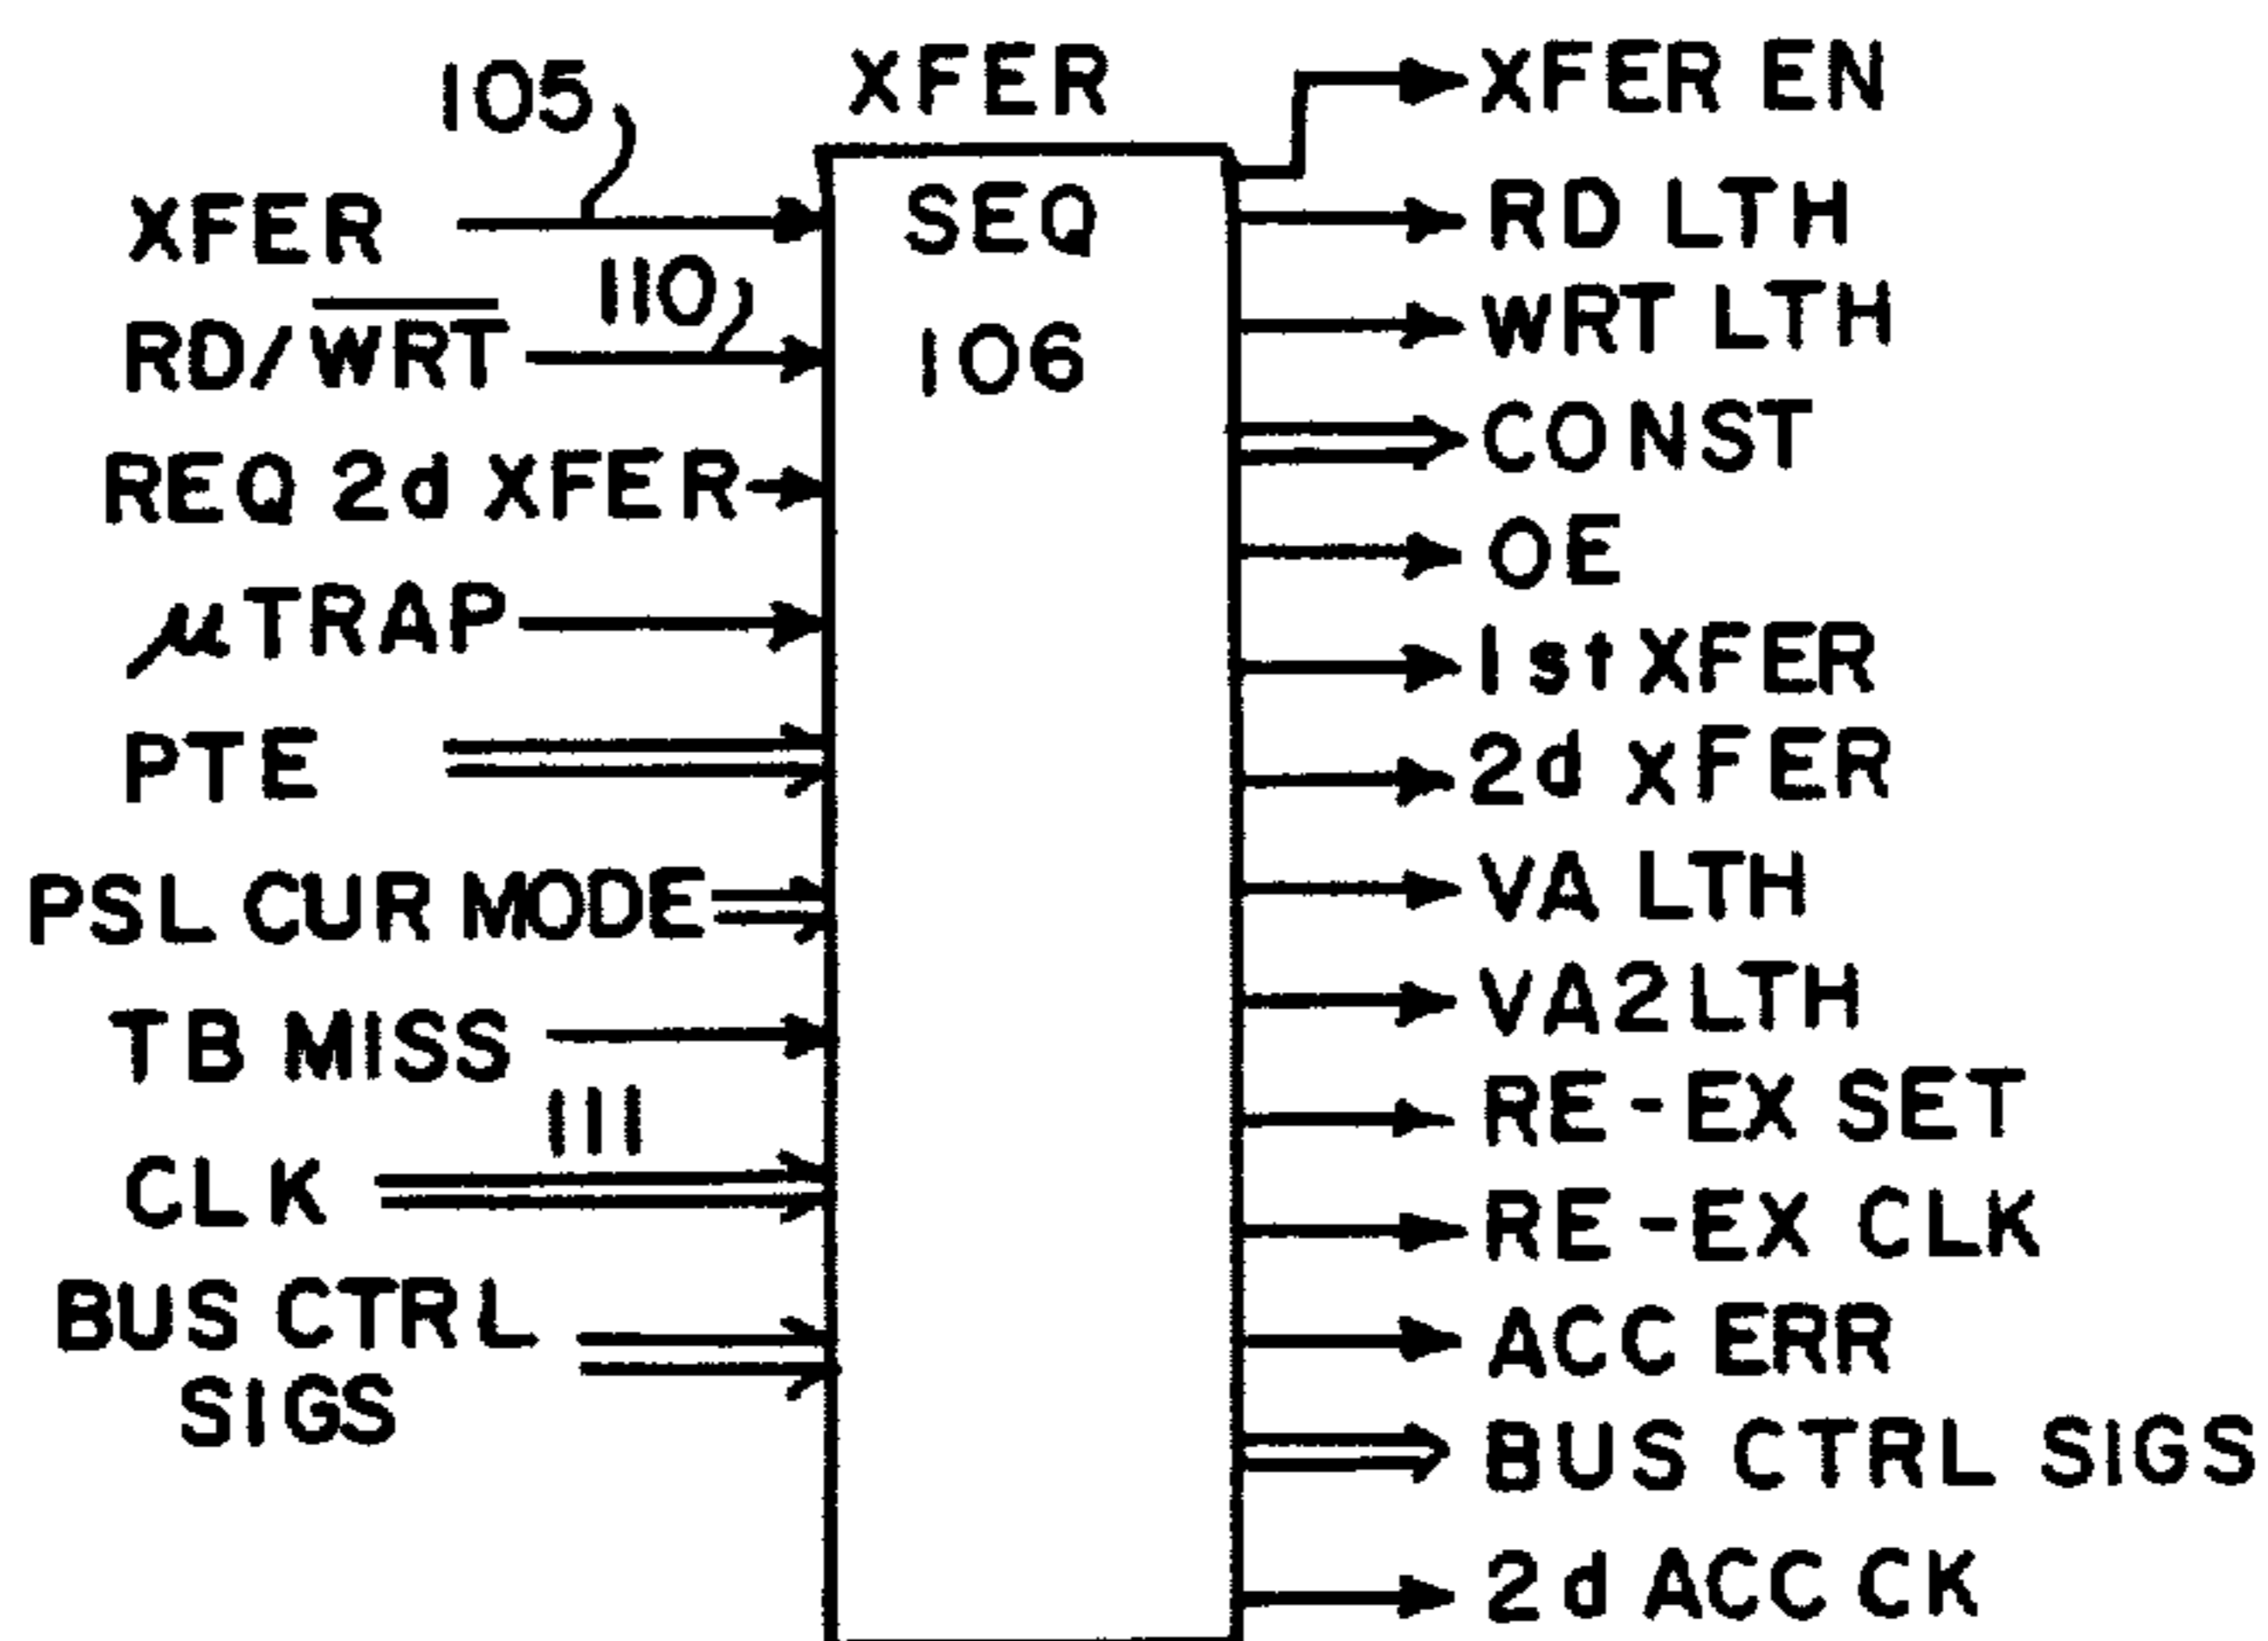 XFER
SEQ
106
105
XFER
110
RD/WRT
REQ 2d XFER
μTRAP
PTE
PSL CUR MODE
TB MISS
111
CLK
BUS CTRL
SIGS
XFER EN
RD LTH
WRT LTH
CONST
OE
1st XFER
2d XFER
VA LTH
VA2 LTH
RE-EX SET
RE-EX CLK
ACC ERR
BUS CTRL SIGS
2d ACC CK